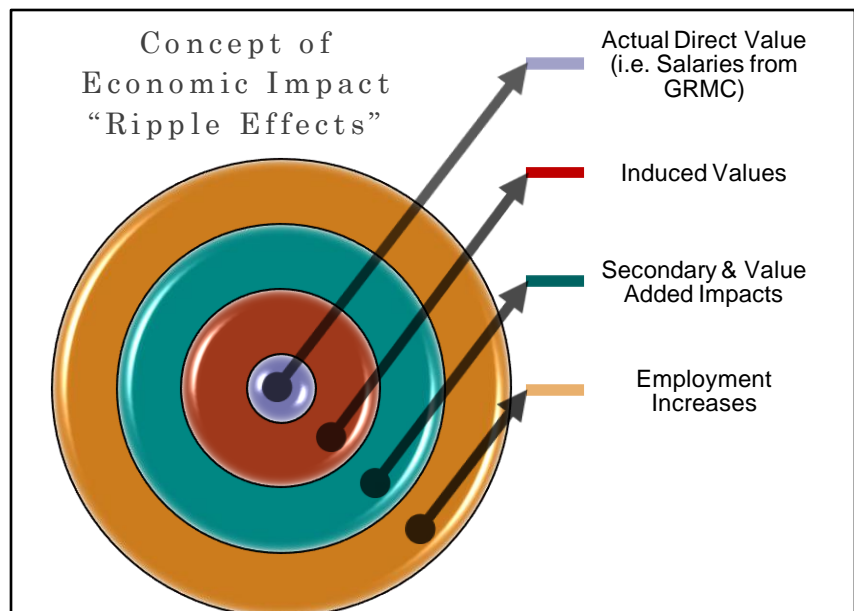 Concept of
Economic Impact
“Ripple Effects”
Actual Direct Value
(i.e. Salaries from
GRMC)
Induced Values
Secondary & Value
Added Impacts
Employment
Increases